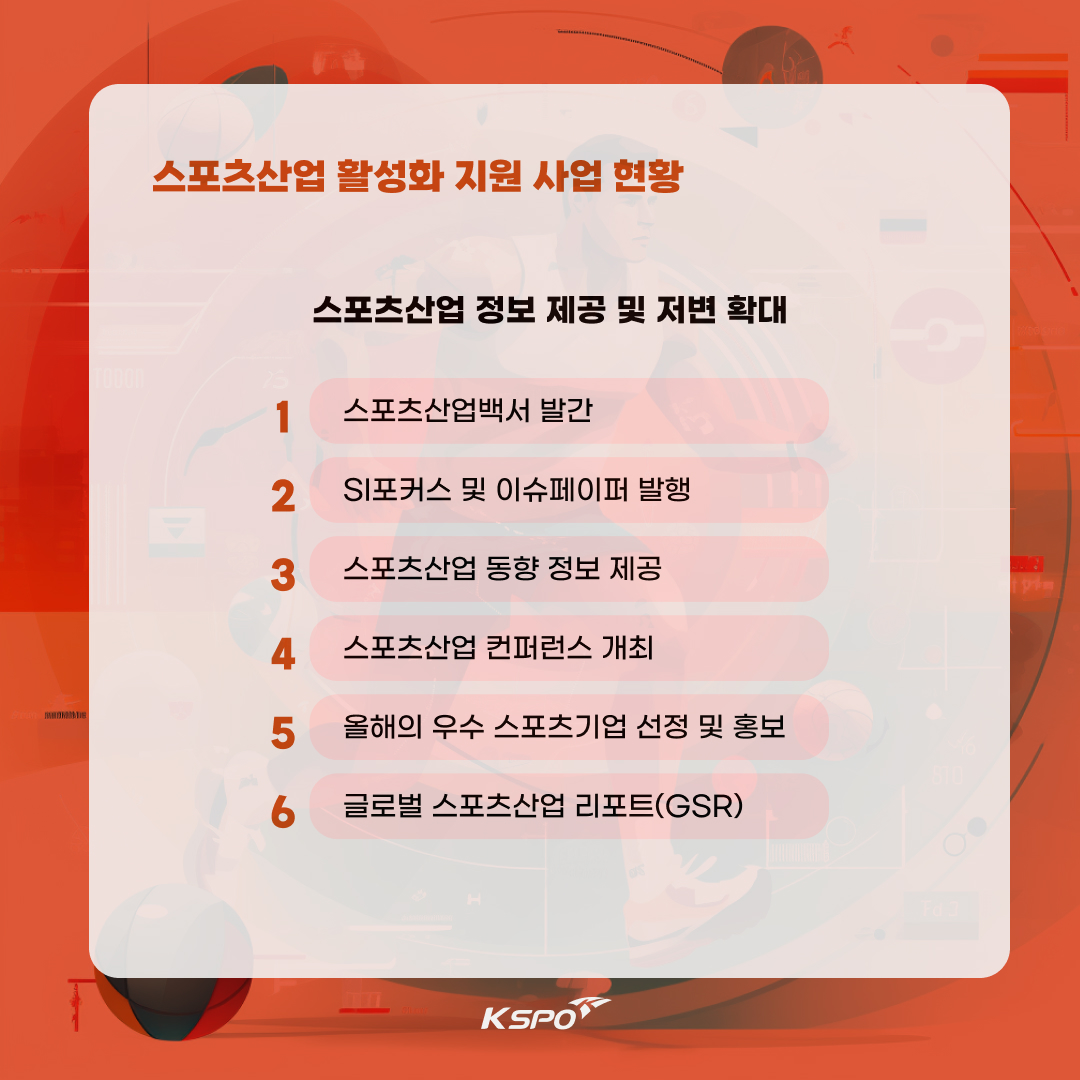 스포츠산업 활성화 지원 사업 현황
스포츠산업 정보 제공 및 저변 확대
1 스포츠산업백서 발간
2 SI포커스 및 이슈페이퍼 발행
3 스포츠산업 동향 정보 제공
4 스포츠산업 컨퍼런스 개최
5 올해의 우수 스포츠기업 선정 및 홍보
6 글로벌 스포츠산업 리포트(GSR)
KSPO